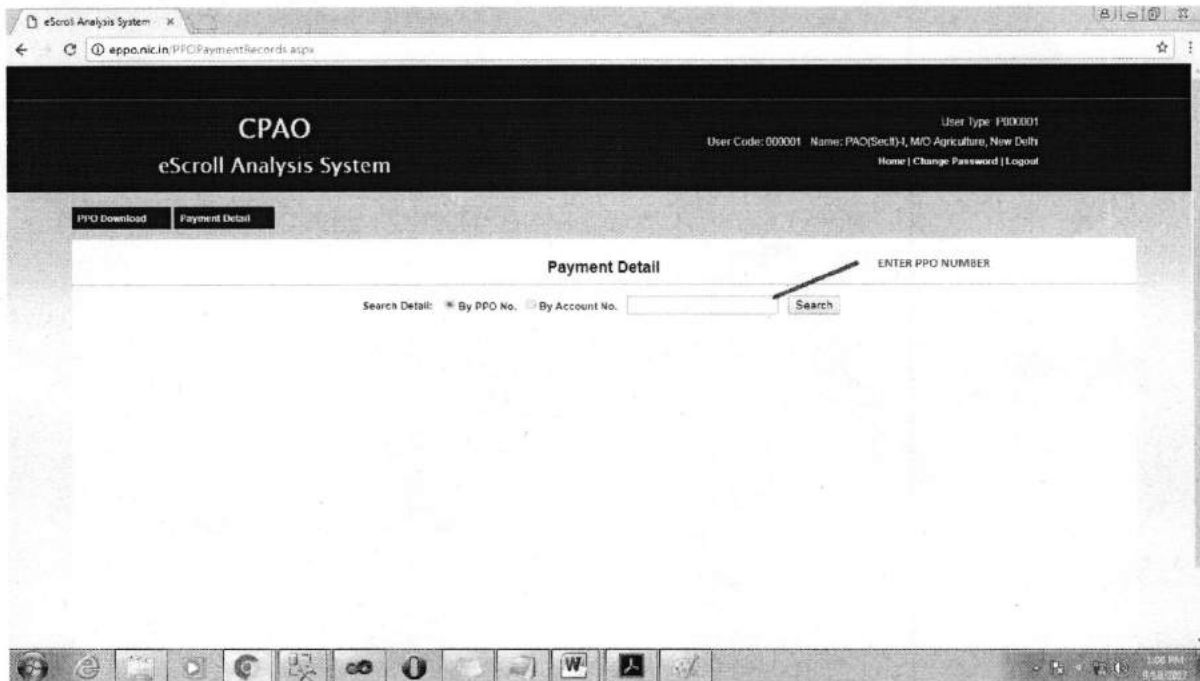 eScroll Analysis System
eppo.nic.in/PPOPaymentRecords.aspx
CPAO
eScroll Analysis System
User Type: P000001
User Code: 000001 Name: PAO(Sectt)-I, M/O Agriculture, New Delhi
Home | Change Password | Logout
PPO Download Payment Detail
Payment Detail
ENTER PPO NUMBER
Search Detail: By PPO No. By Account No. Search
W